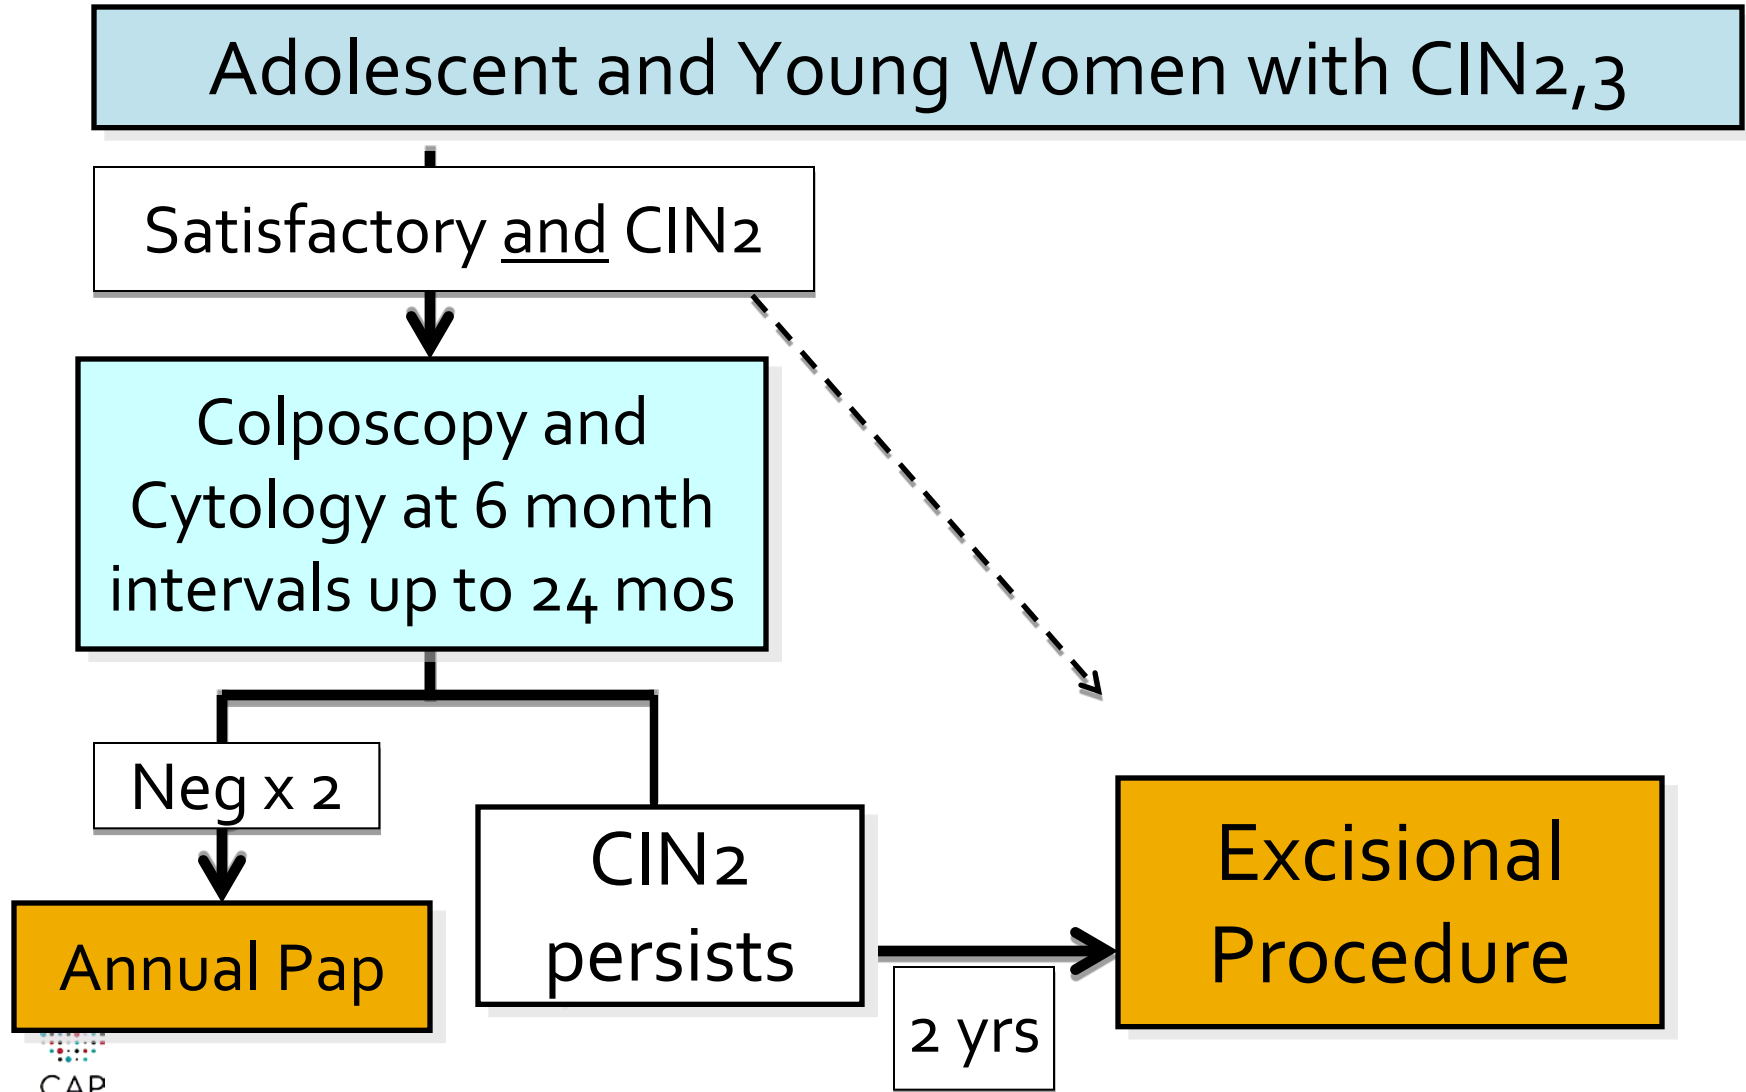 Adolescent and Young Women with CIN2,3
Satisfactory and CIN2
Colposcopy and
Cytology at 6 month
intervals up to 24 mos
Neg x 2
CIN2
persists
Annual Pap
Excisional
Procedure
2 yrs
CAP